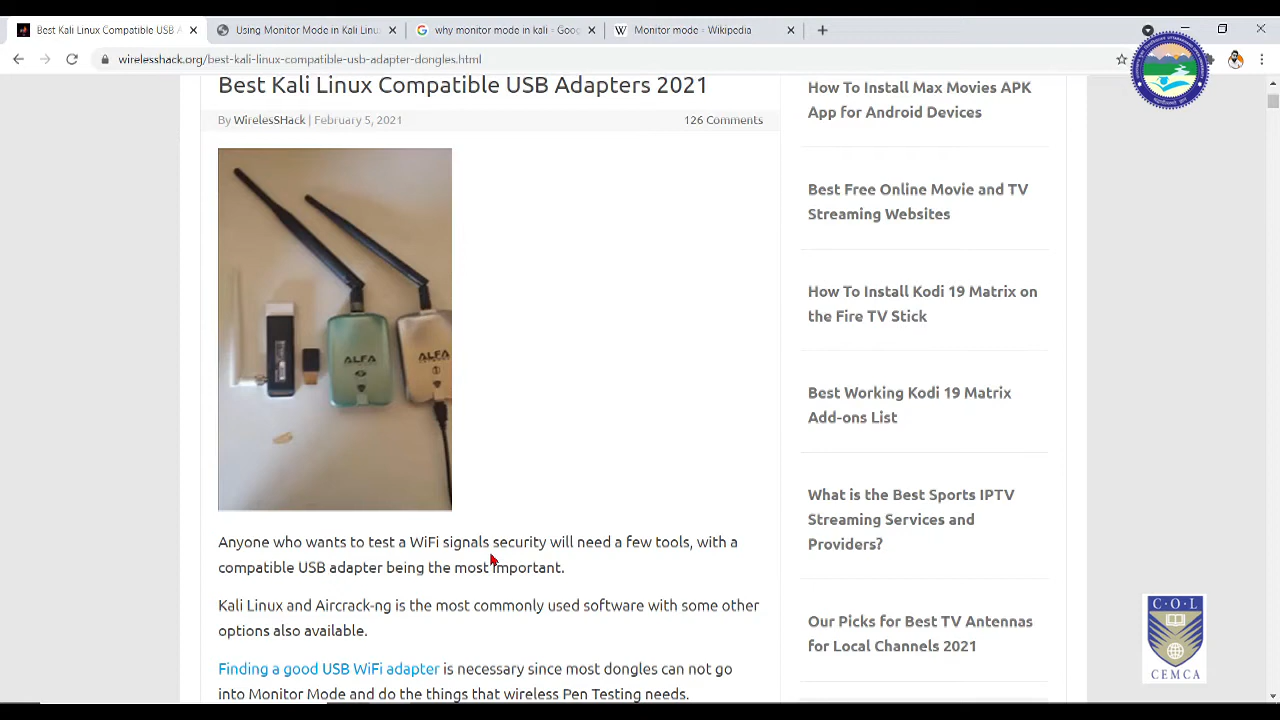 Best Kali Linux Compatible USB A
Using Monitor Mode in Kali Linu
why monitor mode in kali - Goo
Monitor mode - Wikipedia
wirelesshack.org/best-kali-linux-compatible-usb-adapter-dongles.html
Best Kali Linux Compatible USB Adapters 2021
By WirelesSHack | February 5, 2021
126 Comments
ALFA
ALFA
Anyone who wants to test a WiFi signals security will need a few tools, with a
compatible USB adapter being the most important.
Kali Linux and Aircrack-ng is the most commonly used software with some other
options also available.
Finding a good USB WiFi adapter is necessary since most dongles can not go
into Monitor Mode and do the things that wireless Pen Testing needs.
How To Install Max Movies APK
App for Android Devices
Best Free Online Movie and TV
Streaming Websites
How To Install Kodi 19 Matrix on
the Fire TV Stick
Best Working Kodi 19 Matrix
Add-ons List
What is the Best Sports IPTV
Streaming Services and
Providers?
Our Picks for Best TV Antennas
for Local Channels 2021
C·O·L
CEMCA